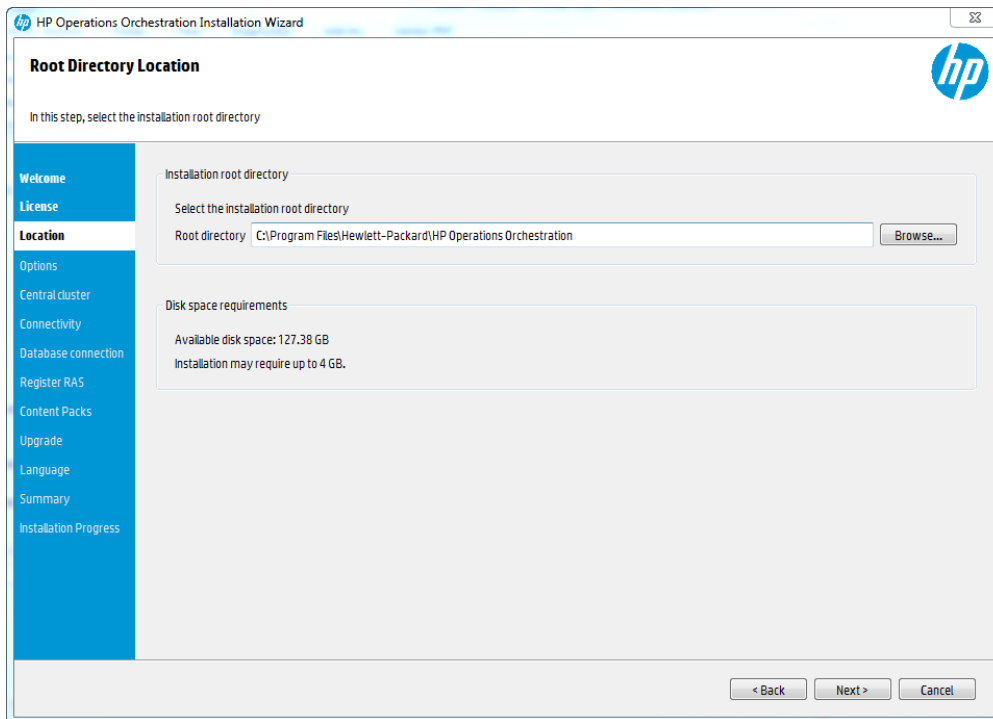 HP Operations Orchestration Installation Wizard
Root Directory Location
In this step, select the installation root directory
Welcome
License
Location
Options
Central cluster
Connectivity
Database connection
Register RAS
Content Packs
Upgrade
Language
Summary
Installation Progress
Installation root directory
Select the installation root directory
Root directory C:\Program Files\Hewlett-Packard\HP Operations Orchestration Browse...
Disk space requirements
Available disk space: 127.38 GB
Installation may require up to 4 GB.
< Back Next > Cancel
hp